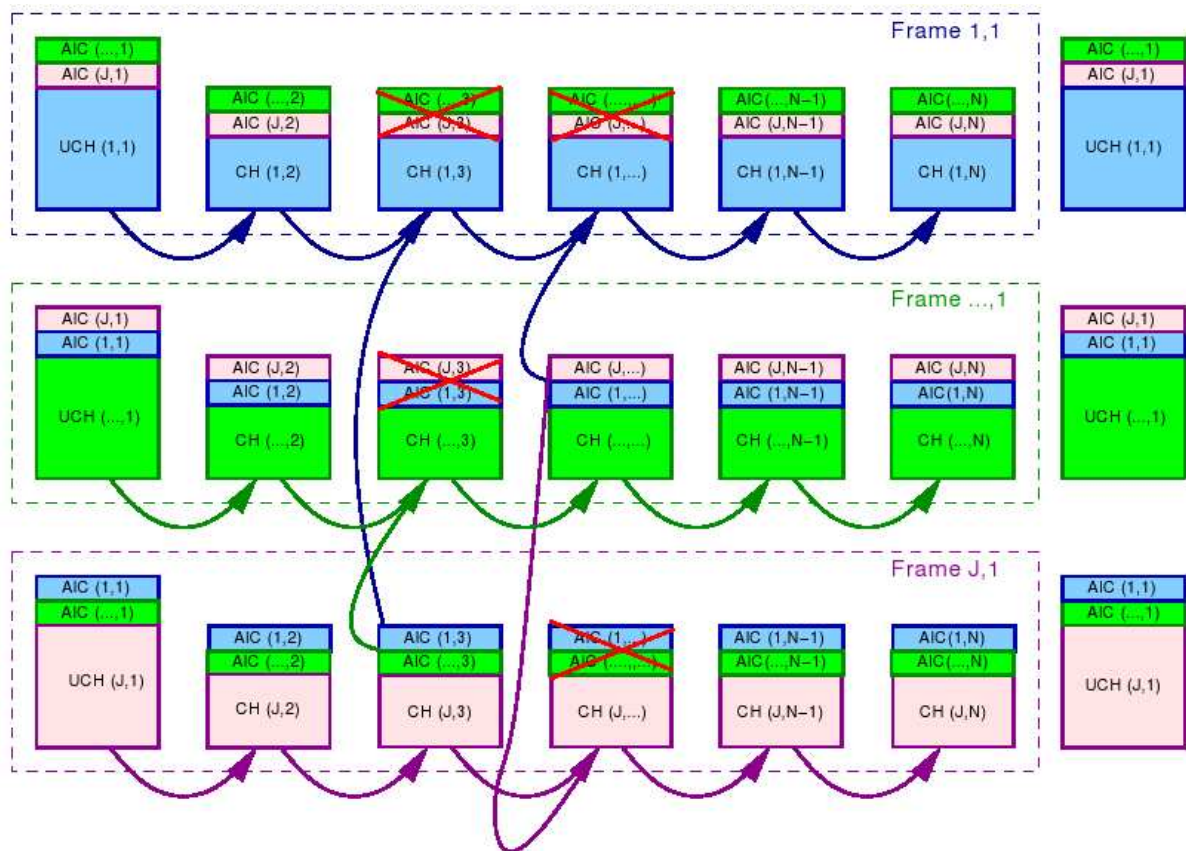 Frame 1,1
AIC (...,1)
AIC (J,1)
UCH (1,1)
AIC (...,2)
AIC (J,2)
CH (1,2)
AIC (...,3)
AIC (J,3)
CH (1,3)
AIC (...,...)
AIC (J,...)
CH (1,...)
AIC(...,N−1)
AIC (J,N−1)
CH (1,N−1)
AIC(...,N)
AIC (J,N)
CH (1,N)
AIC (...,1)
AIC (J,1)
UCH (1,1)
Frame ...,1
AIC (J,1)
AIC (1,1)
UCH (...,1)
AIC (J,2)
AIC (1,2)
CH (...,2)
AIC (J,3)
AIC (1,3)
CH (...,3)
AIC (J,...)
AIC (1,...)
CH (...,...)
AIC (J,N−1)
AIC (1,N−1)
CH (...,N−1)
AIC (J,N)
AIC(1,N)
CH (...,N)
AIC (J,1)
AIC (1,1)
UCH (...,1)
Frame J,1
AIC (1,1)
AIC (...,1)
UCH (J,1)
AIC (1,2)
AIC (...,2)
CH (J,2)
AIC (1,3)
AIC (...,3)
CH (J,3)
AIC (1,...)
AIC (...,...)
CH (J,...)
AIC (1,N−1)
AIC(...,N−1)
CH (J,N−1)
AIC(1,N)
AIC(...,N)
CH (J,N)
AIC (1,1)
AIC (...,1)
UCH (J,1)